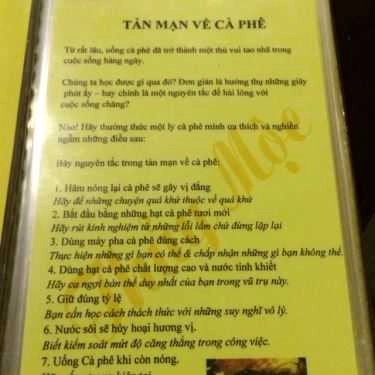 TẢN MẠN VỀ CÀ PHÊ
Từ rất lâu, uống cà phê đã trở thành một thú vui tao nhã trong
cuộc sống hàng ngày.
Chúng ta học được gì qua đó? Đơn giản là hưởng thụ những giây
phút ấy – hay chính là một nguyên tắc để hài lòng với
cuộc sống chăng?
Nào! Hãy thưởng thức một ly cà phê mình ưa thích và nghiền
ngẫm những điều sau:
Bảy nguyên tắc trong tản mạn về cà phê:
1. Hâm nóng lại cà phê sẽ gây vị đắng
Hãy để những chuyện quá khứ thuộc về quá khứ
2. Bắt đầu bằng những hạt cà phê tươi mới
Hãy rút kinh nghiệm từ những lỗi lầm chứ đừng lặp lại
3. Dùng máy pha cà phê đúng cách
Thực hiện những gì bạn có thể & chấp nhận những gì bạn không thể.
4. Dùng hạt cà phê chất lượng cao và nước tinh khiết
Hãy ca ngợi bản thể duy nhất của bạn trong vũ trụ này.
5. Giữ đúng tỷ lệ
Bạn cần học cách thách thức với những suy nghĩ vô lý.
6. Nước sôi sẽ hủy hoại hương vị.
Biết kiểm soát mức độ căng thẳng trong công việc.
7. Uống Cà phê khi còn nóng.
Mộc